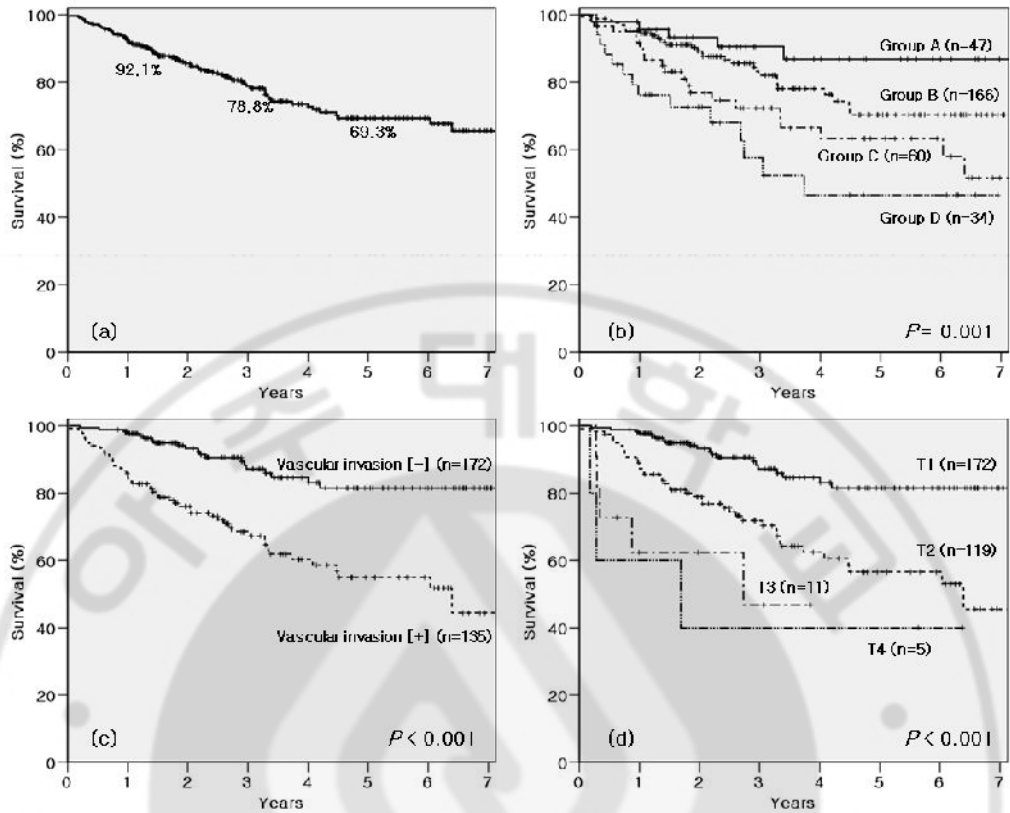 100
80
60
40
20
0
Survival (%)
92.1%
78.8%
69.3%
(a)
0 1 2 3 4 5 6 7
Years
100
80
60
40
20
0
Survival (%)
Group A (n=47)
Group B (n=166)
Group C (n=60)
Group D (n=34)
(b)
P= 0.001
0 1 2 3 4 5 6 7
Years
100
80
60
40
20
0
Survival (%)
Vascular invasion [-] (n=172)
Vascular invasion [+] (n=135)
(c)
P< 0.001
0 1 2 3 4 5 6 7
Years
100
80
60
40
20
0
Survival (%)
T1 (n=172)
T2 (n=119)
T3 (n=11)
T4 (n=5)
(d)
P< 0.001
0 1 2 3 4 5 6 7
Years
아주대학교